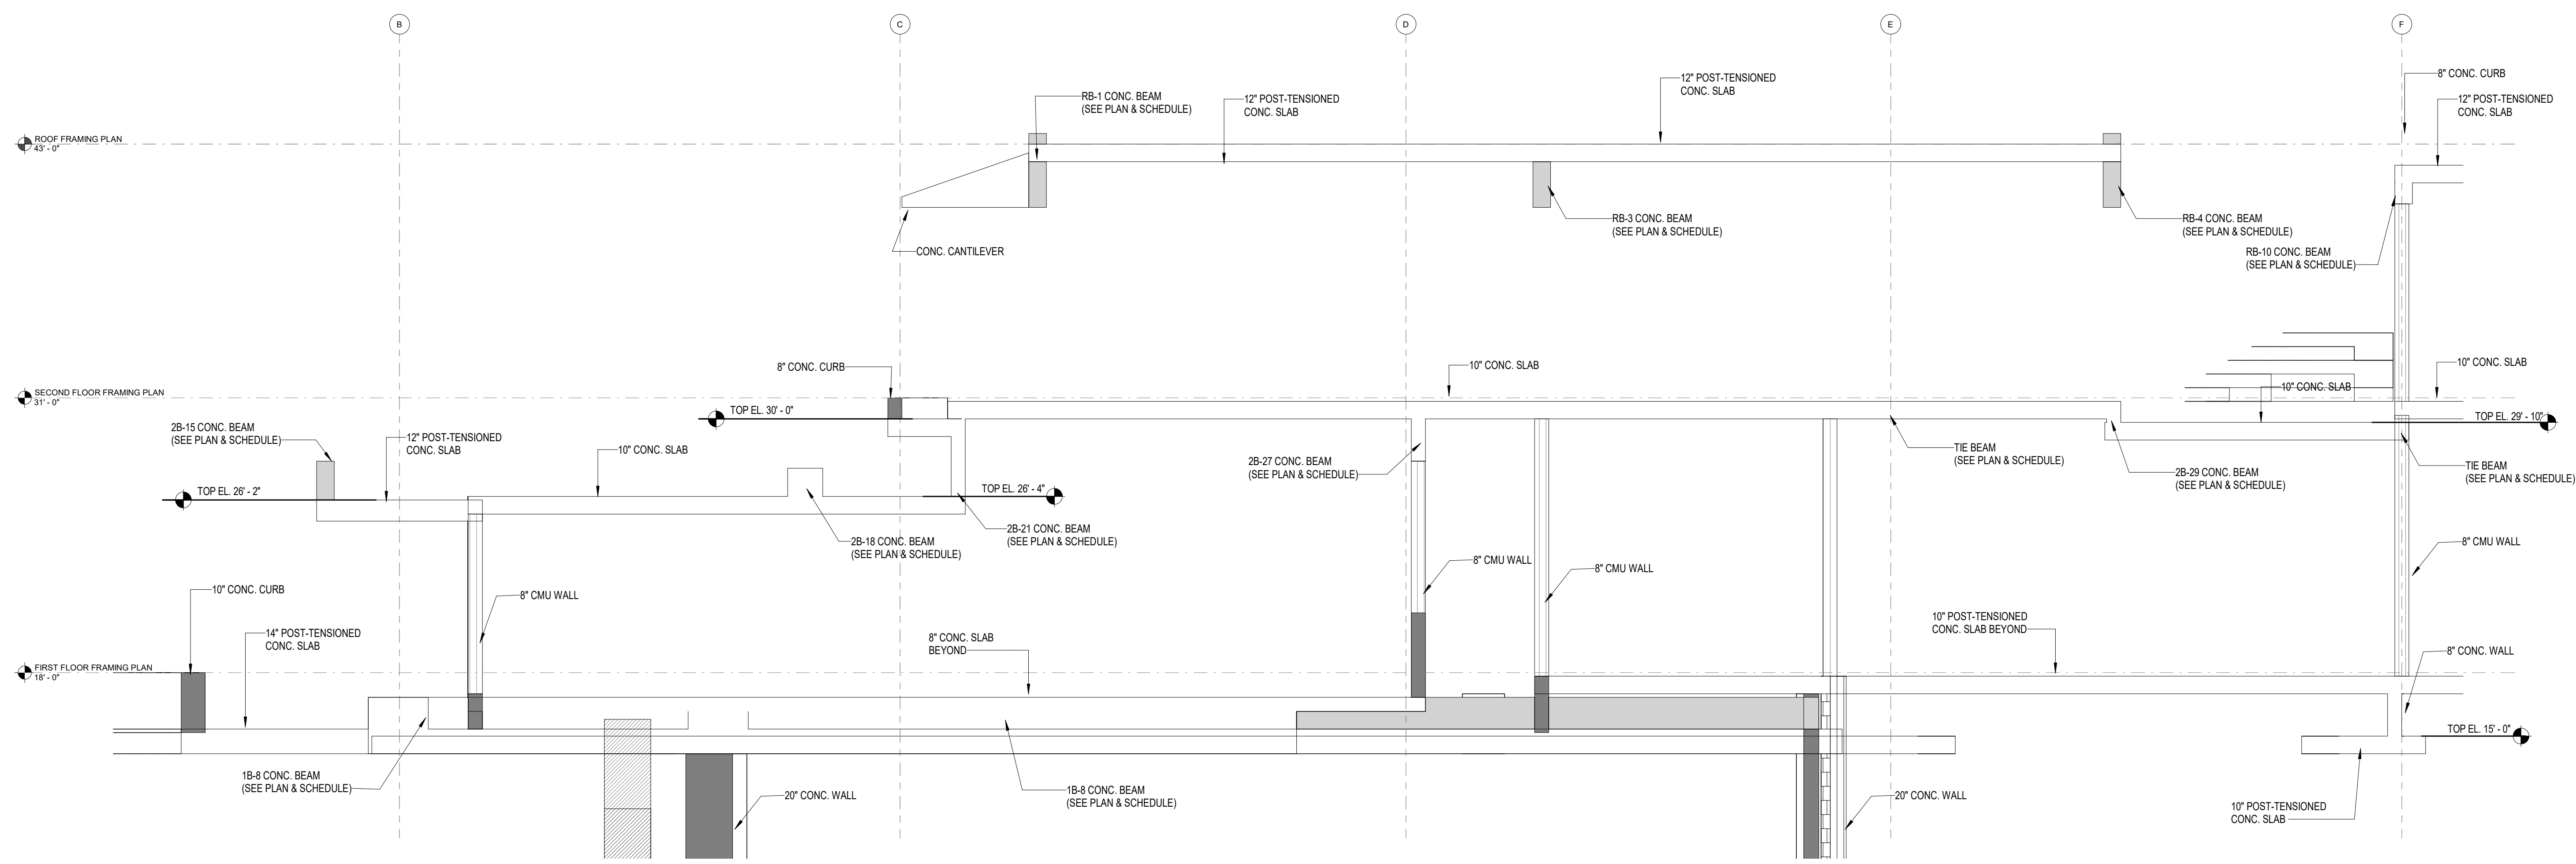 B
C
D
E
F
12" POST-TENSIONED
CONC. SLAB
8" CONC. CURB
RB-1 CONC. BEAM
(SEE PLAN & SCHEDULE)
12" POST-TENSIONED
CONC. SLAB
12" POST-TENSIONED
CONC. SLAB
ROOF FRAMING PLAN
43' - 0"
RB-3 CONC. BEAM
(SEE PLAN & SCHEDULE)
RB-4 CONC. BEAM
(SEE PLAN & SCHEDULE)
CONC. CANTILEVER
RB-10 CONC. BEAM
(SEE PLAN & SCHEDULE)
8" CONC. CURB
10" CONC. SLAB
10" CONC. SLAB
10" CONC. SLAB
SECOND FLOOR FRAMING PLAN
31' - 0"
TOP EL. 30' - 0"
TOP EL. 29' - 10"
2B-15 CONC. BEAM
(SEE PLAN & SCHEDULE)
12" POST-TENSIONED
CONC. SLAB
10" CONC. SLAB
2B-27 CONC. BEAM
(SEE PLAN & SCHEDULE)
TIE BEAM
(SEE PLAN & SCHEDULE)
2B-29 CONC. BEAM
(SEE PLAN & SCHEDULE)
TIE BEAM
(SEE PLAN & SCHEDULE)
TOP EL. 26' - 2"
TOP EL. 26' - 4"
2B-21 CONC. BEAM
(SEE PLAN & SCHEDULE)
2B-18 CONC. BEAM
(SEE PLAN & SCHEDULE)
8" CMU WALL
8" CMU WALL
8" CMU WALL
8" CMU WALL
10" CONC. CURB
14" POST-TENSIONED
CONC. SLAB
8" CONC. SLAB
BEYOND
10" POST-TENSIONED
CONC. SLAB BEYOND
8" CONC. WALL
FIRST FLOOR FRAMING PLAN
18' - 0"
TOP EL. 15' - 0"
1B-8 CONC. BEAM
(SEE PLAN & SCHEDULE)
20" CONC. WALL
1B-8 CONC. BEAM
(SEE PLAN & SCHEDULE)
20" CONC. WALL
10" POST-TENSIONED
CONC. SLAB